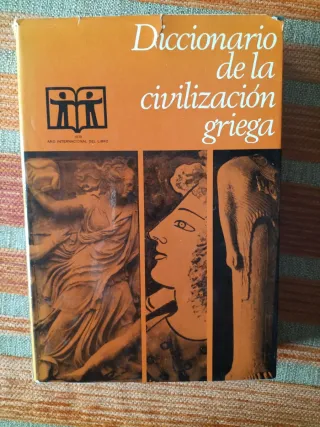 Diccionario
de la
civilización
griega
1972
AÑO INTERNACIONAL DEL LIBRO